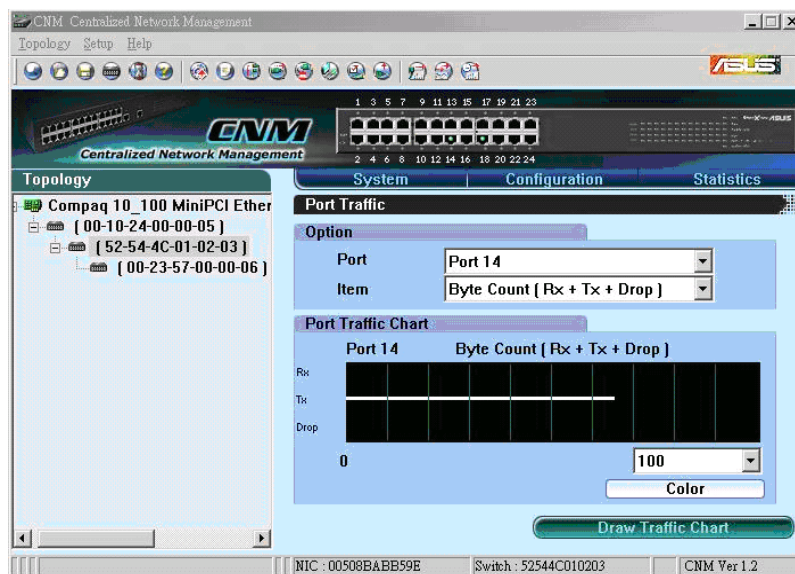 CNM Centralized Network Management
Topology Setup Help
ASUS
1 3 5 7 9 11 13 15 17 19 21 23
CNM
Centralized Network Management
2 4 6 8 10 12 14 16 18 20 22 24
Topology
System Configuration Statistics
Compaq 10_100 MiniPCI Ether
( 00-10-24-00-00-05 )
( 52-54-4C-01-02-03 )
( 00-23-57-00-00-06 )
Port Traffic
Option
Port Port 14
Item Byte Count ( Rx + Tx + Drop )
Port Traffic Chart
Port 14 Byte Count ( Rx + Tx + Drop )
Rx
Tx
Drop
0 100
Color
Draw Traffic Chart
NIC : 00508BABB59E Switch : 52544C010203 CNM Ver 1.2